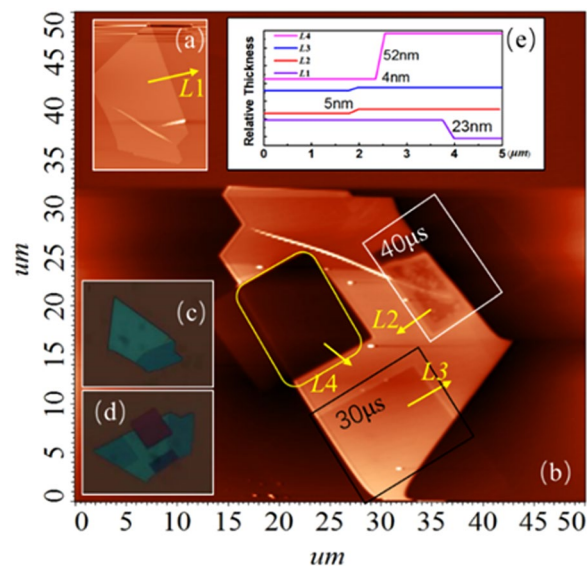 (a)
L1
(e)
Relative Thickness
L4
L3
L2
L1
52nm
4nm
5nm
23nm
0 1 2 3 4 5 (μm)
50
45
40
35
30
25
20
15
10
5
0
um
40μs
L2
L4
L3
30μs
(c)
(d)
(b)
0 5 10 15 20 25 30 35 40 45 50
um